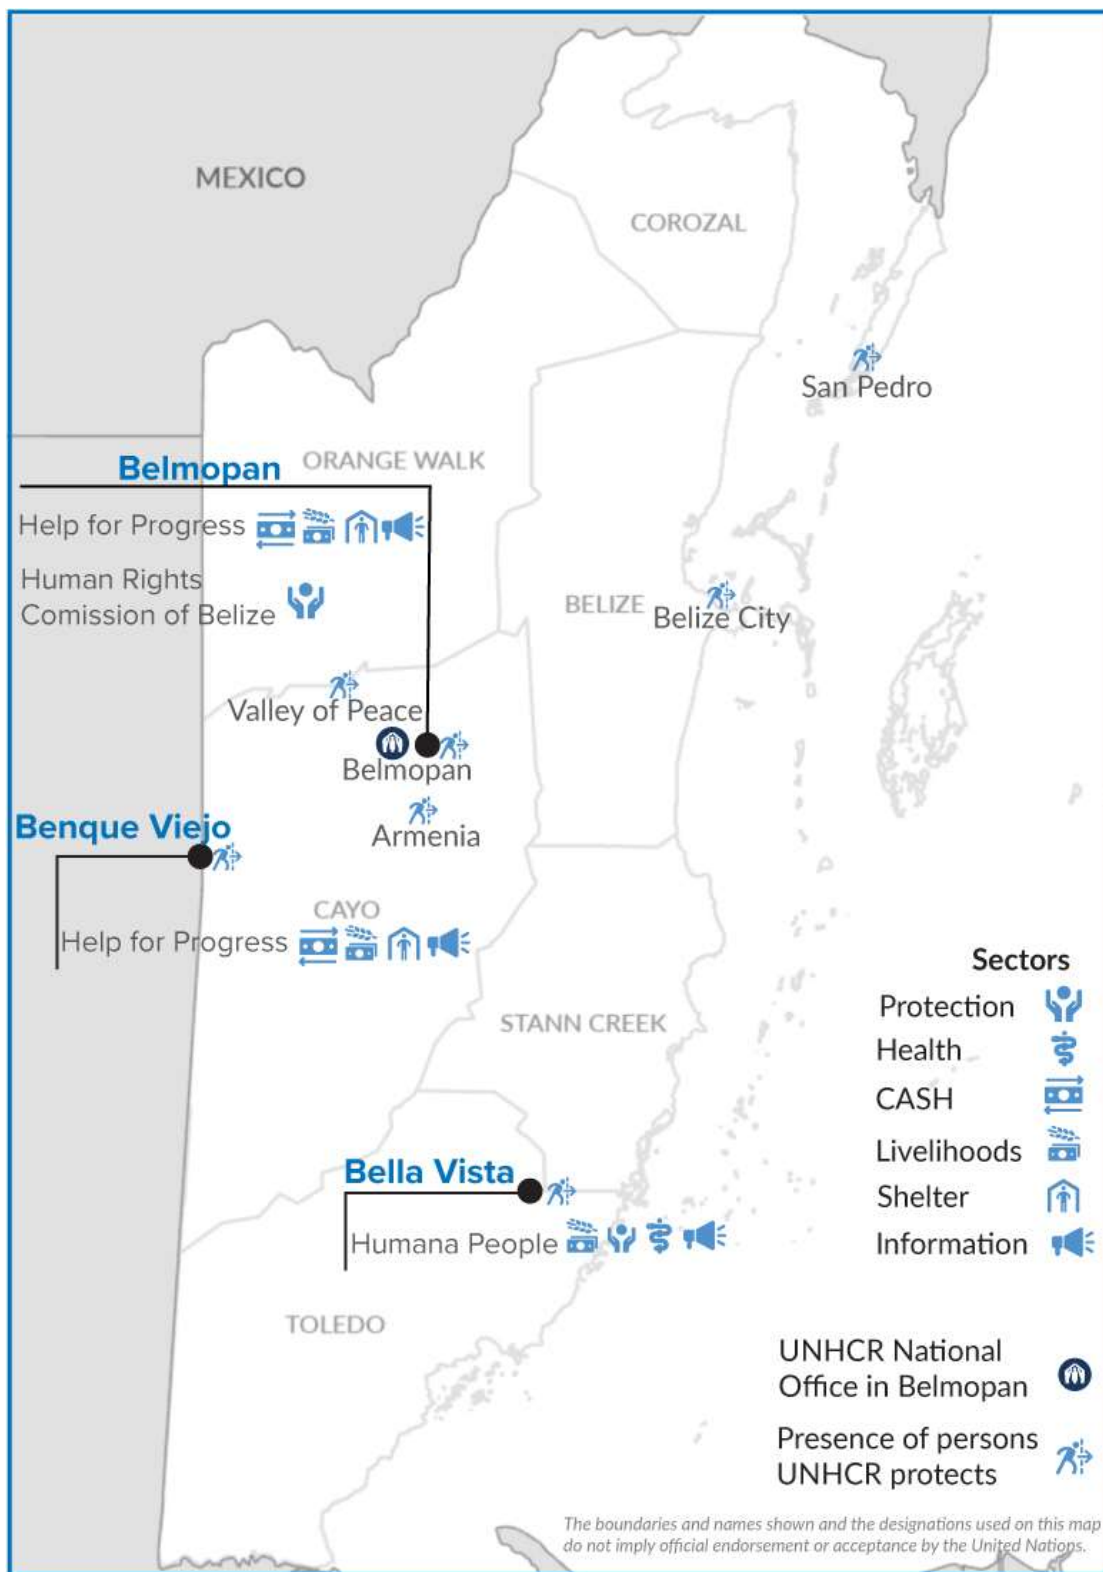 MEXICO
COROZAL
San Pedro
Belmopan
ORANGE WALK
Help for Progress
Human Rights
Comission of Belize
BELIZE
Belize City
Valley of Peace
Belmopan
Armenia
Benque Viejo
CAYO
Help for Progress
STANN CREEK
Bella Vista
Humana People
TOLEDO
Sectors
Protection
Health
CASH
Livelihoods
Shelter
Information
UNHCR National
Office in Belmopan
Presence of persons
UNHCR protects
The boundaries and names shown and the designations used on this map
do not imply official endorsement or acceptance by the United Nations.